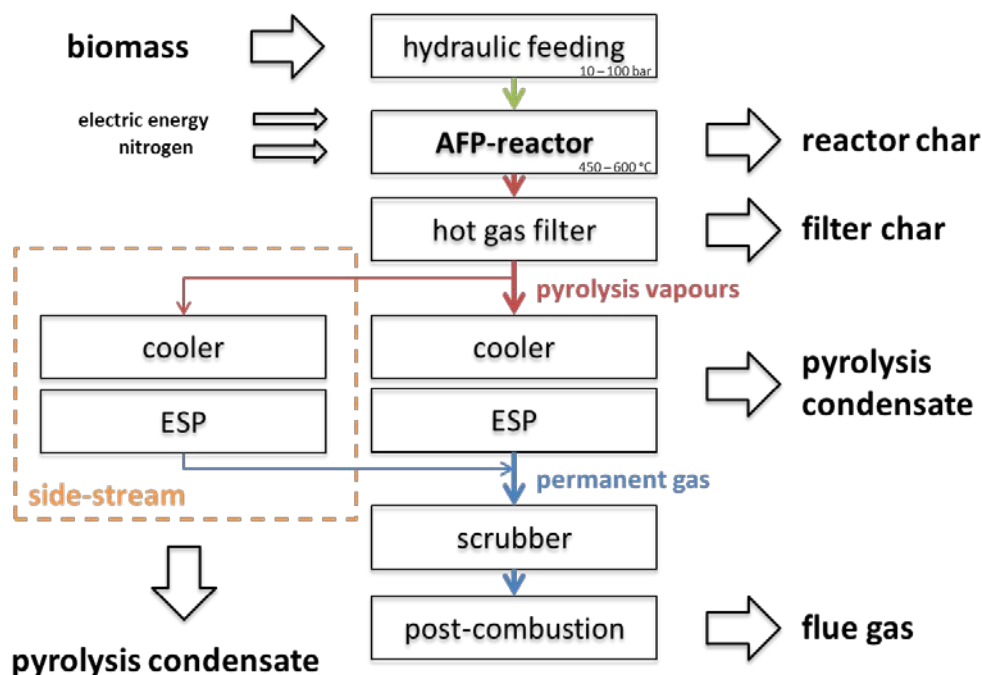 biomass
hydraulic feeding
10 – 100 bar
electric energy
nitrogen
AFP-reactor
450 – 600 °C
reactor char
hot gas filter
filter char
pyrolysis vapours
cooler
cooler
pyrolysis
condensate
ESP
ESP
permanent gas
side-stream
scrubber
post-combustion
flue gas
pyrolysis condensate